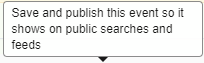 Save and publish this event so it
shows on public searches and
feeds